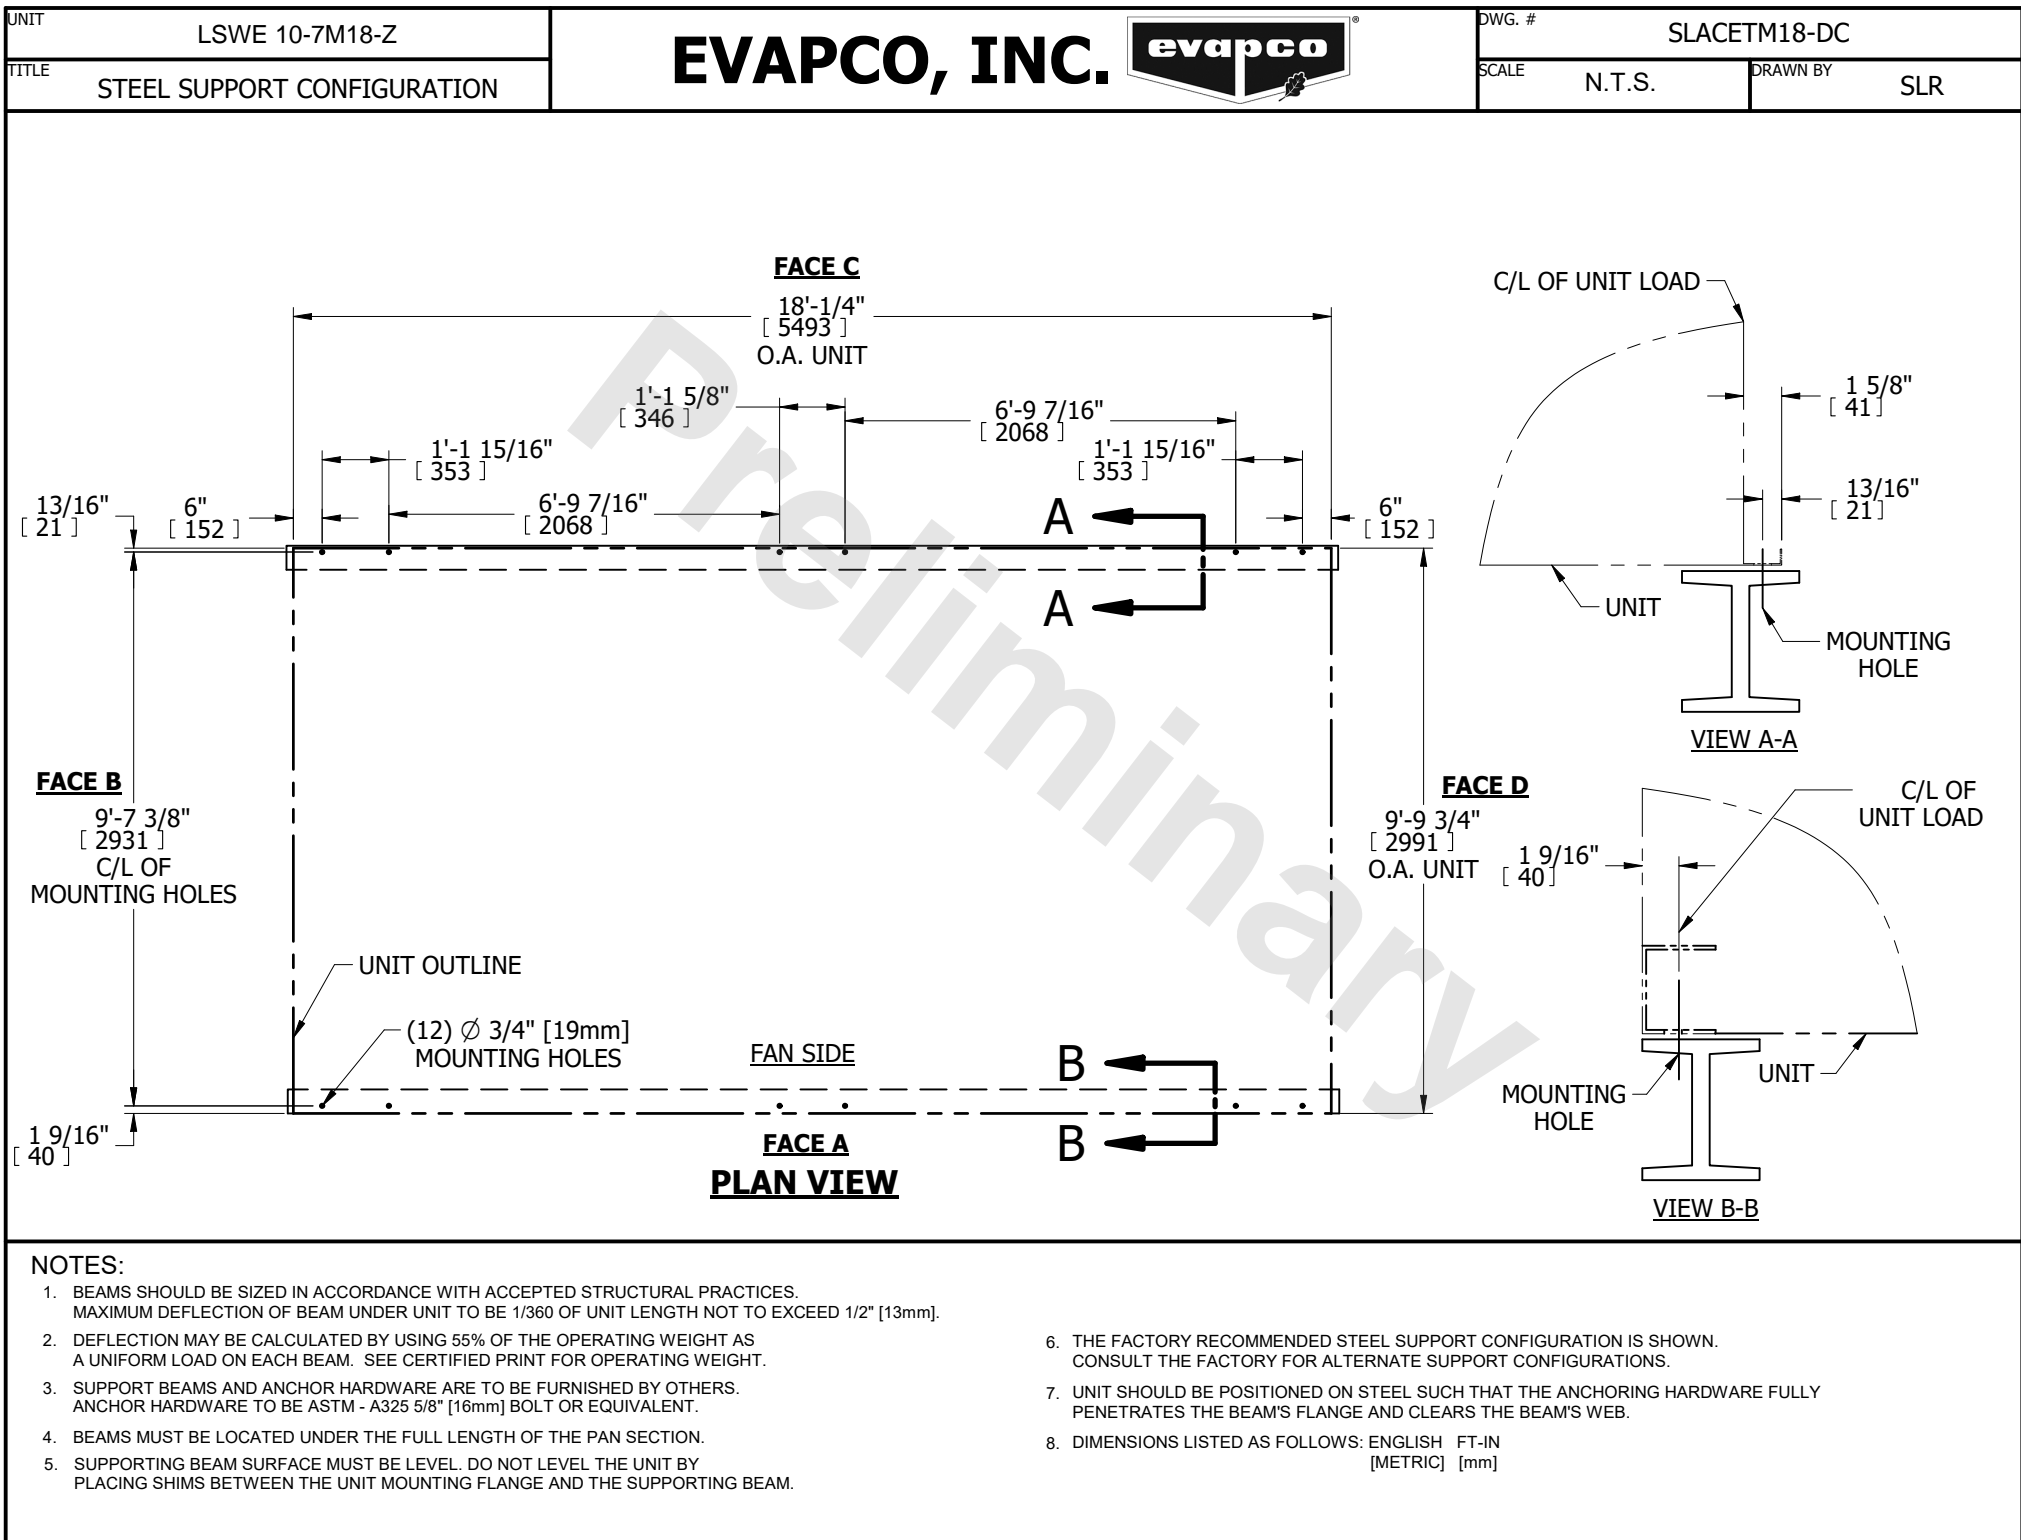 UNIT
LSWE 10-7M18-Z
TITLE
STEEL SUPPORT CONFIGURATION
EVAPCO, INC.
evapco
®
DWG. #
SLACETM18-DC
SCALE
N.T.S.
DRAWN BY
SLR
FACE C
18'-1/4"
[ 5493 ]
O.A. UNIT
1'-1 5/8"
[ 346 ]
6'-9 7/16"
[ 2068 ]
1'-1 15/16"
[ 353 ]
1'-1 15/16"
[ 353 ]
13/16"
[ 21 ]
6"
[ 152 ]
6'-9 7/16"
[ 2068 ]
6"
[ 152 ]
A
A
FACE B
9'-7 3/8"
[ 2931 ]
C/L OF
MOUNTING HOLES
FACE D
9'-9 3/4"
[ 2991 ]
O.A. UNIT
UNIT OUTLINE
(12) Ø 3/4" [19mm]
MOUNTING HOLES
FAN SIDE
B
B
1 9/16"
[ 40 ]
FACE A
PLAN VIEW
Preliminary
C/L OF UNIT LOAD
1 5/8"
[ 41 ]
13/16"
[ 21 ]
UNIT
MOUNTING
HOLE
VIEW A-A
C/L OF
UNIT LOAD
1 9/16"
[ 40 ]
UNIT
MOUNTING
HOLE
VIEW B-B
NOTES:
1. BEAMS SHOULD BE SIZED IN ACCORDANCE WITH ACCEPTED STRUCTURAL PRACTICES.
MAXIMUM DEFLECTION OF BEAM UNDER UNIT TO BE 1/360 OF UNIT LENGTH NOT TO EXCEED 1/2" [13mm].
2. DEFLECTION MAY BE CALCULATED BY USING 55% OF THE OPERATING WEIGHT AS
A UNIFORM LOAD ON EACH BEAM. SEE CERTIFIED PRINT FOR OPERATING WEIGHT.
3. SUPPORT BEAMS AND ANCHOR HARDWARE ARE TO BE FURNISHED BY OTHERS.
ANCHOR HARDWARE TO BE ASTM - A325 5/8" [16mm] BOLT OR EQUIVALENT.
4. BEAMS MUST BE LOCATED UNDER THE FULL LENGTH OF THE PAN SECTION.
5. SUPPORTING BEAM SURFACE MUST BE LEVEL. DO NOT LEVEL THE UNIT BY
PLACING SHIMS BETWEEN THE UNIT MOUNTING FLANGE AND THE SUPPORTING BEAM.
6. THE FACTORY RECOMMENDED STEEL SUPPORT CONFIGURATION IS SHOWN.
CONSULT THE FACTORY FOR ALTERNATE SUPPORT CONFIGURATIONS.
7. UNIT SHOULD BE POSITIONED ON STEEL SUCH THAT THE ANCHORING HARDWARE FULLY
PENETRATES THE BEAM'S FLANGE AND CLEARS THE BEAM'S WEB.
8. DIMENSIONS LISTED AS FOLLOWS: ENGLISH FT-IN
[METRIC] [mm]